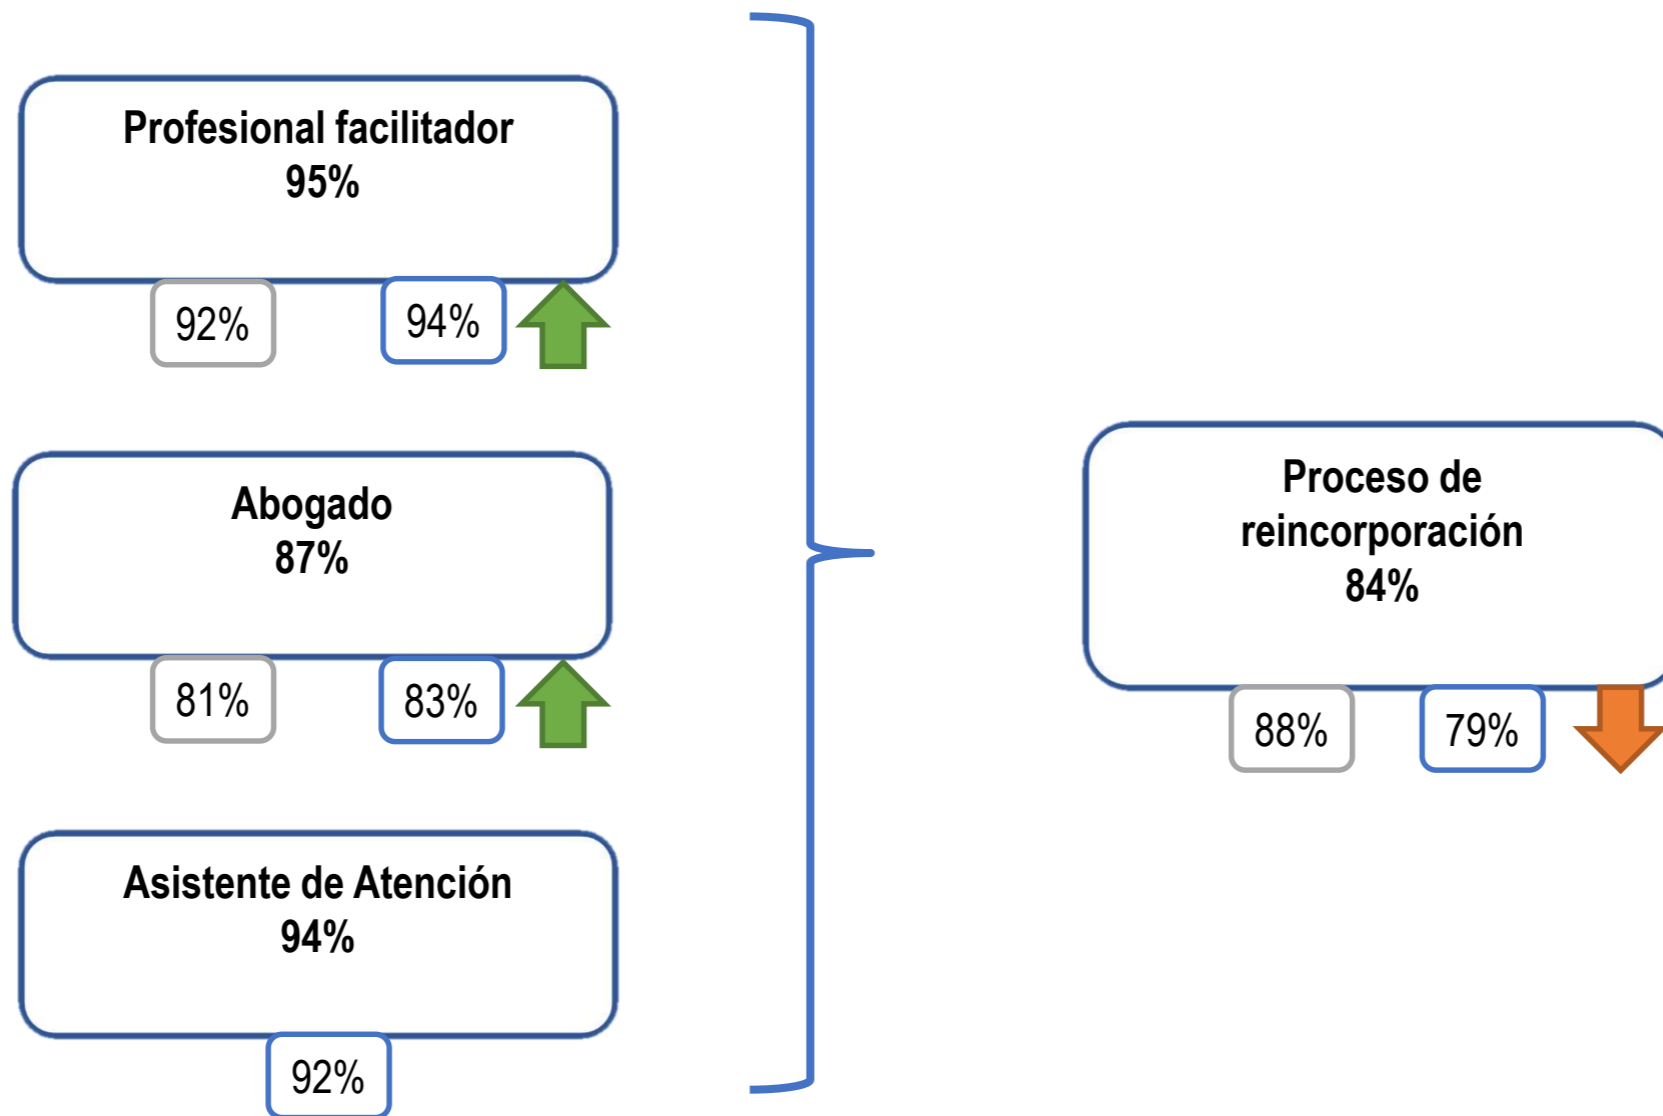 Profesional facilitador
95%
92%
94%
Abogado
87%
81%
83%
Asistente de Atención
94%
92%
Proceso de
reincorporación
84%
88%
79%